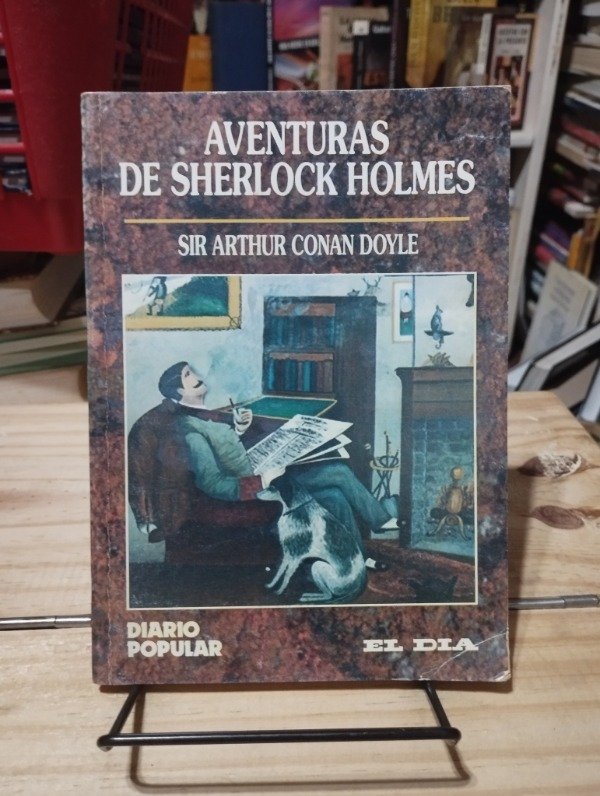 AVENTURAS
DE SHERLOCK HOLMES
SIR ARTHUR CONAN DOYLE
DIARIO
POPULAR
EL DIA